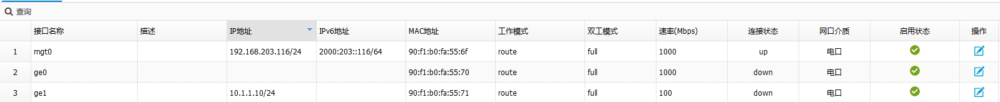 查询
接口名称 描述 IP地址 IPv6地址 MAC地址 工作模式 双工模式 速率(Mbps) 连接状态 网口介质 启用状态 操作
1 mgt0 192.168.203.116/24 2000:203::116/64 90:f1:b0:fa:55:6f route full 1000 up 电口
2 ge0 90:f1:b0:fa:55:70 route full 1000 down 电口
3 ge1 10.1.1.10/24 90:f1:b0:fa:55:71 route full 100 down 电口